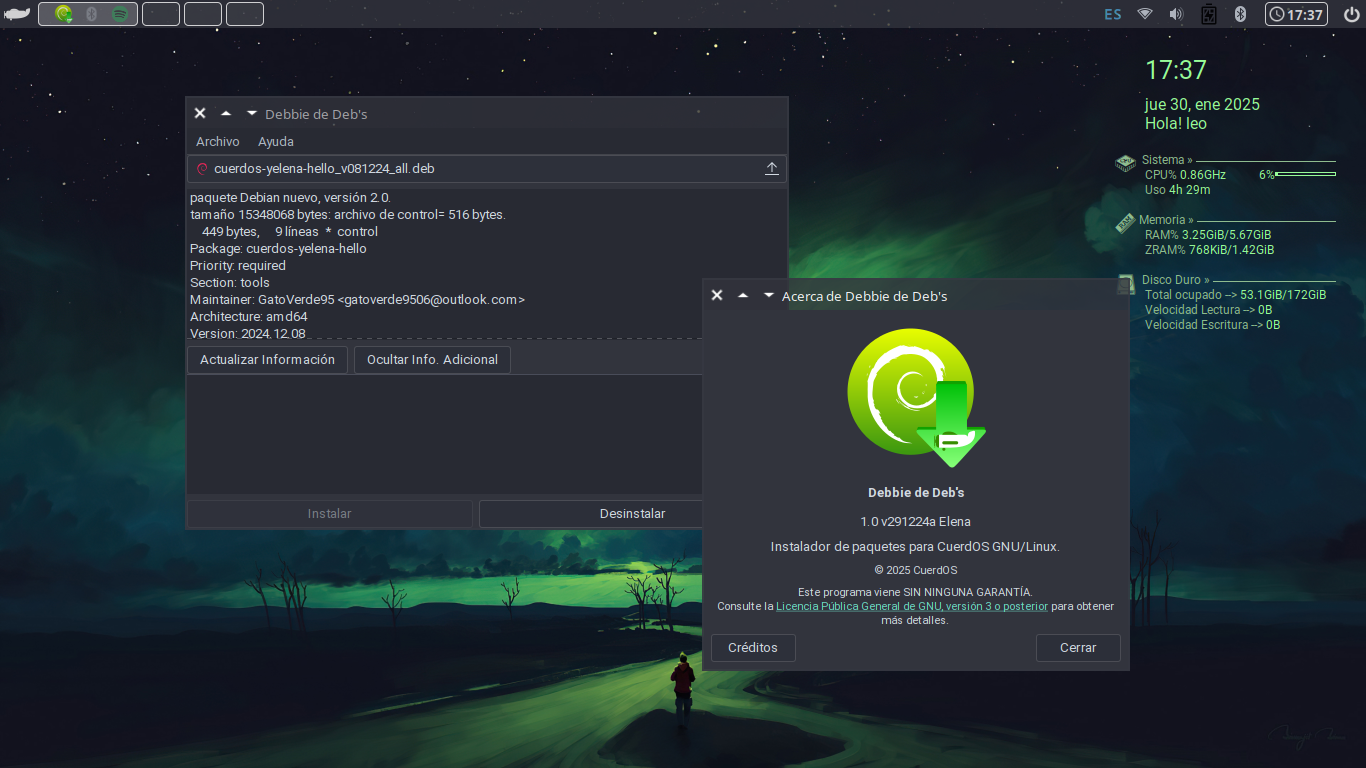 ES
17:37
17:37
jue 30, ene 2025
Hola! leo
Sistema »
CPU% 0.86GHz 6%
Uso 4h 29m
Memoria »
RAM% 3.25GiB/5.67GiB
ZRAM% 768KiB/1.42GiB
Disco Duro »
Total ocupado --> 53.1GiB/172GiB
Velocidad Lectura --> 0B
Velocidad Escritura --> 0B
Debbie de Deb's
Archivo Ayuda
cuerdos-yelena-hello_v081224_all.deb
paquete Debian nuevo, versión 2.0.
tamaño 15348068 bytes: archivo de control= 516 bytes.
449 bytes, 9 líneas * control
Package: cuerdos-yelena-hello
Priority: required
Section: tools
Maintainer: GatoVerde95 <gatoverde9506@outlook.com>
Architecture: amd64
Version: 2024.12.08
Actualizar Información Ocultar Info. Adicional
Instalar Desinstalar
Acerca de Debbie de Deb's
Debbie de Deb's
1.0 v291224a Elena
Instalador de paquetes para CuerdOS GNU/Linux.
© 2025 CuerdOS
Este programa viene SIN NINGUNA GARANTÍA.
Consulte la Licencia Pública General de GNU, versión 3 o posterior para obtener
más detalles.
Créditos Cerrar